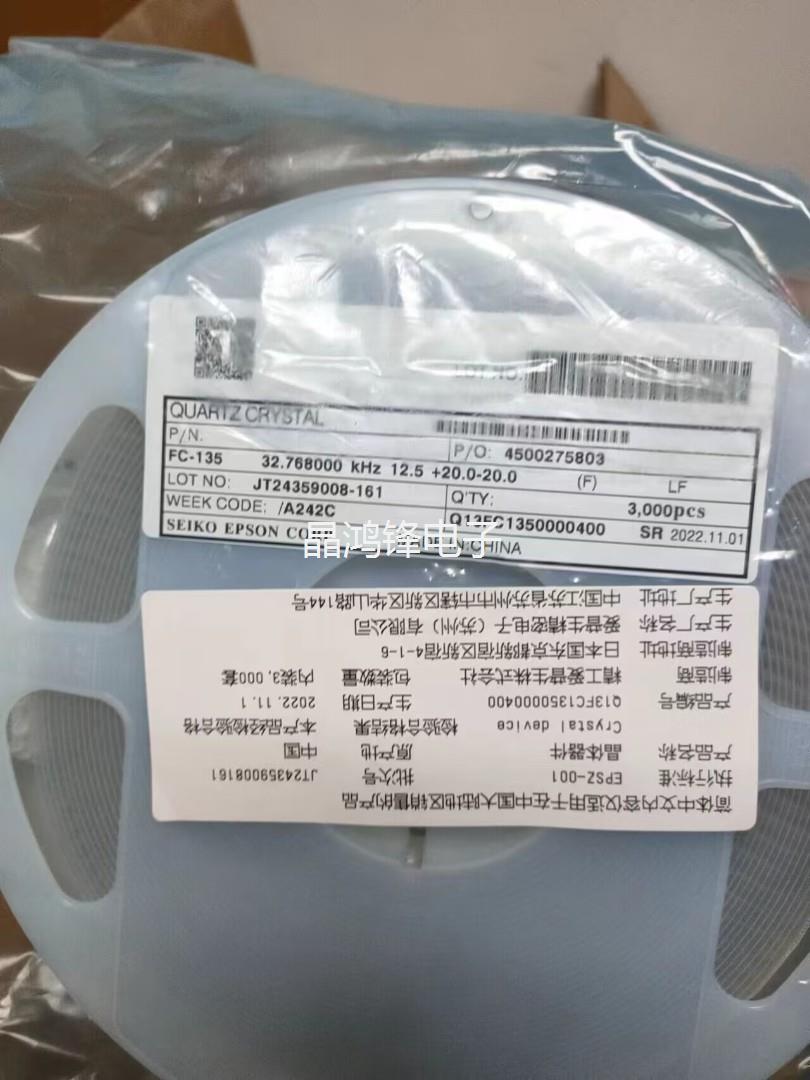 LOT NO.
QUARTZ CRYSTAL
P/N.
P/O: 4500275803
FC-135 32.768000 kHz 12.5 +20.0-20.0 (F) LF
LOT NO: JT24359008-161
Q'TY: 3,000pcs
WEEK CODE: /A242C
Q13FC1350000400 SR 2022.11.01
SEIKO EPSON CORP
MADE IN:CHINA
晶鸿锋电子
简体中文内容仅适用于在中国大陆地区销售的产品
执行标准 EPSZ-001 批次号 JT24359008161
产品名称 晶体器件 原产地 中国
Crystal device 检验合格结果 本产品经检验合格
产品编号 Q13FC1350000400 生产日期 2022.11.1
制造商 精工爱普生株式会社 包装数量 内装3,000套
制造商地址 日本国东京都新宿区新宿4-1-6
生产厂名称 爱普生精密电子（苏州）有限公司
生产厂地址 中国江苏省苏州市市辖区新区华山路144号